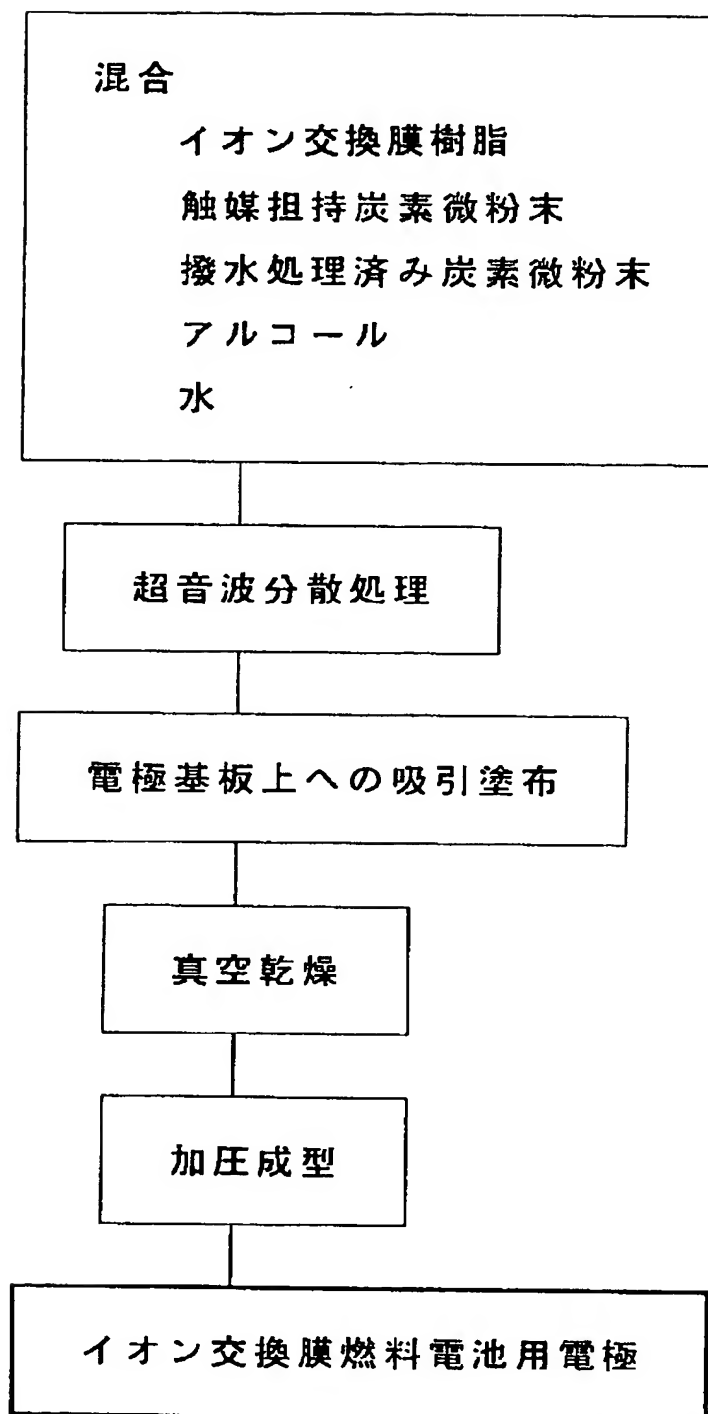 混合
イオン交換膜樹脂
触媒担持炭素微粉末
撥水処理済み炭素微粉末
アルコール
水
超音波分散処理
電極基板上への吸引塗布
真空乾燥
加圧成型
イオン交換膜燃料電池用電極